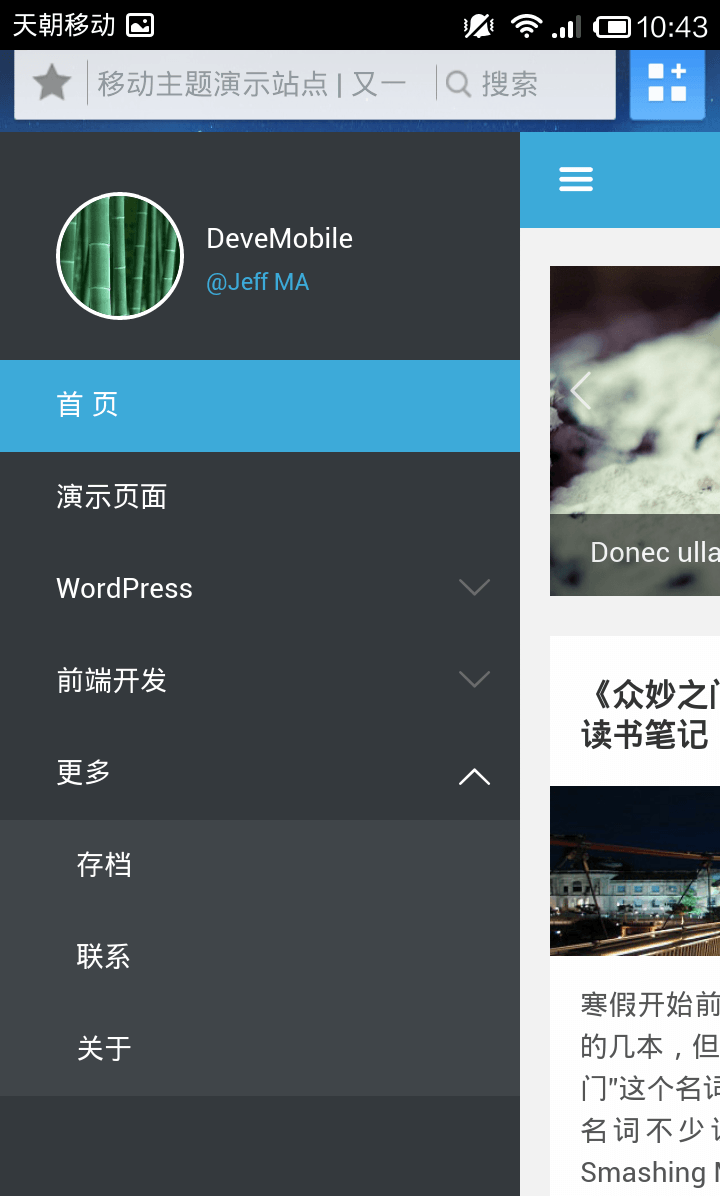 天朝移动
10:43
移动主题演示站点 | 又一
搜索
DeveMobile
@Jeff MA
首 页
演示页面
WordPress
前端开发
更多
存档
联系
关于
Donec ulla
《众妙之门
读书笔记
寒假开始前
的几本，但
门"这个名词
名词不少
Smashing